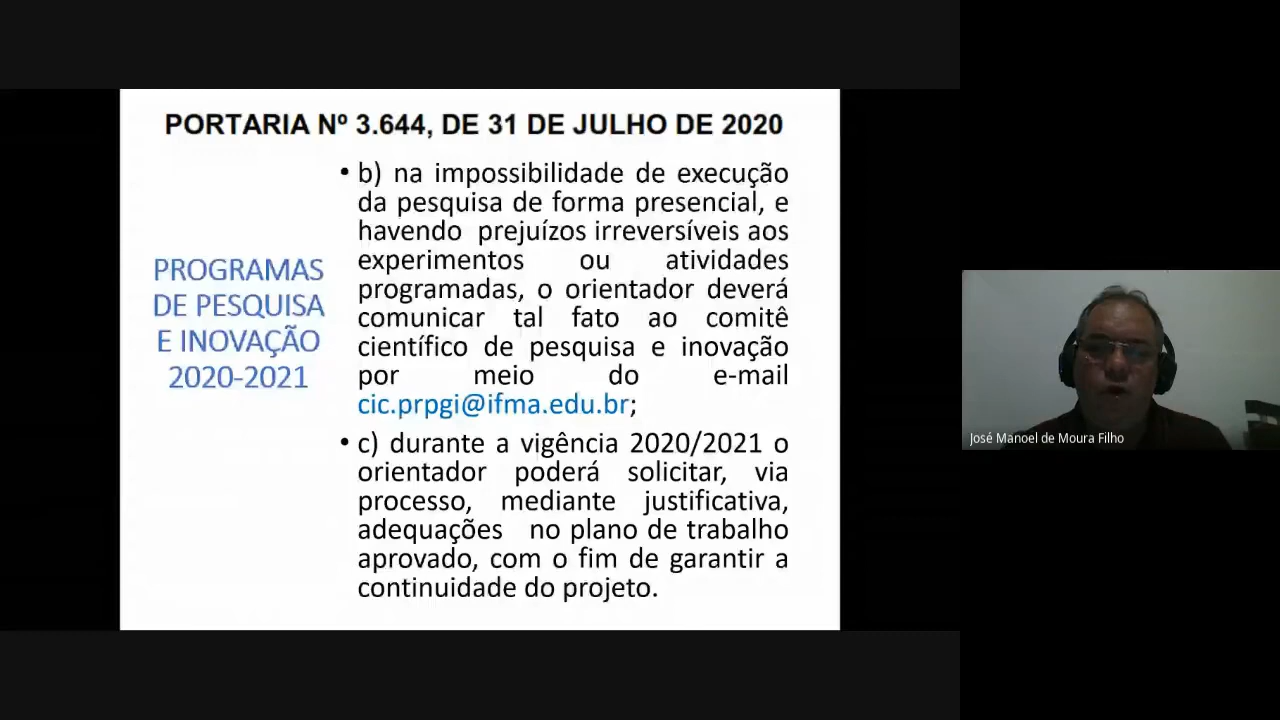 PORTARIA Nº 3.644, DE 31 DE JULHO DE 2020
PROGRAMAS
DE PESQUISA
E INOVAÇÃO
2020-2021
• b) na impossibilidade de execução
da pesquisa de forma presencial, e
havendo prejuízos irreversíveis aos
experimentos ou atividades
programadas, o orientador deverá
comunicar tal fato ao comitê
científico de pesquisa e inovação
por meio do e-mail
cic.prpgi@ifma.edu.br;
• c) durante a vigência 2020/2021 o
orientador poderá solicitar, via
processo, mediante justificativa,
adequações no plano de trabalho
aprovado, com o fim de garantir a
continuidade do projeto.
José Manoel de Moura Filho